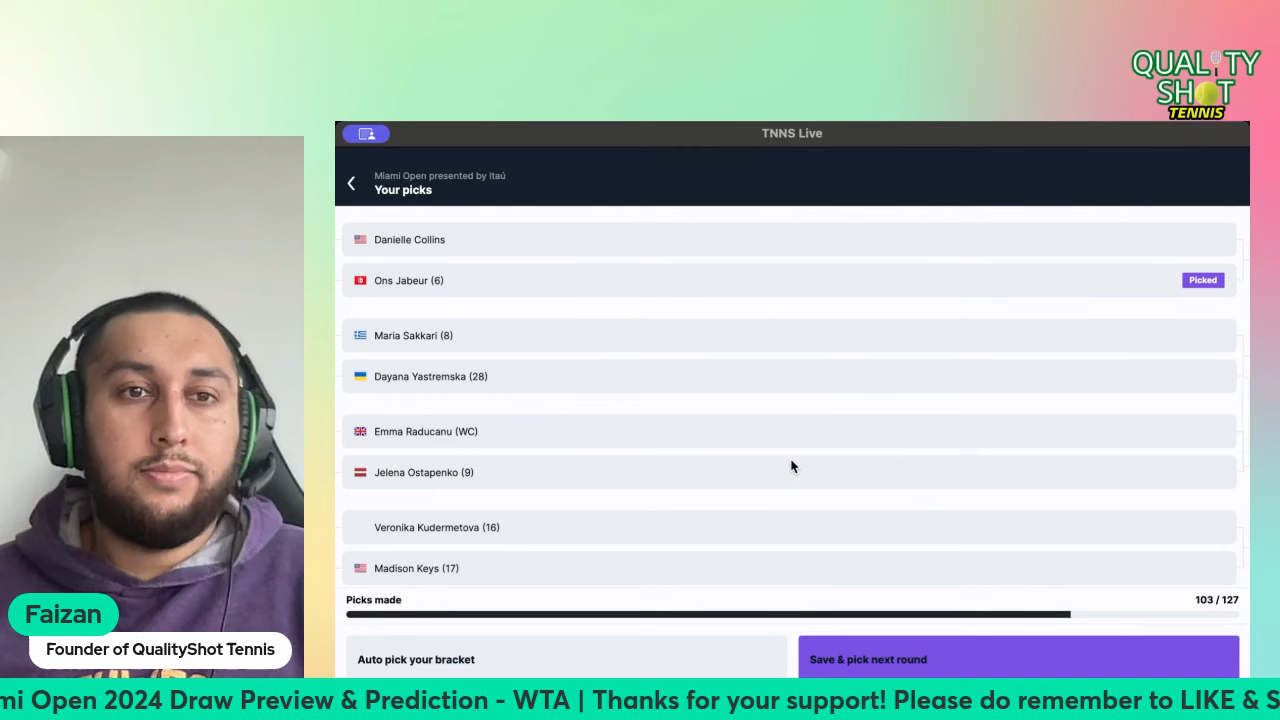 QUALITY
SHOT
TENNIS
TNNS Live
Miami Open presented by Itaú
Your picks
Danielle Collins
Ons Jabeur (6)
Picked
Maria Sakkari (8)
Dayana Yastremska (28)
Emma Raducanu (WC)
Jelena Ostapenko (9)
Veronika Kudermetova (16)
Madison Keys (17)
Picks made
103 / 127
Auto pick your bracket
Save & pick next round
Faizan
Founder of QualityShot Tennis
mi Open 2024 Draw Preview & Prediction - WTA | Thanks for your support! Please do remember to LIKE & S